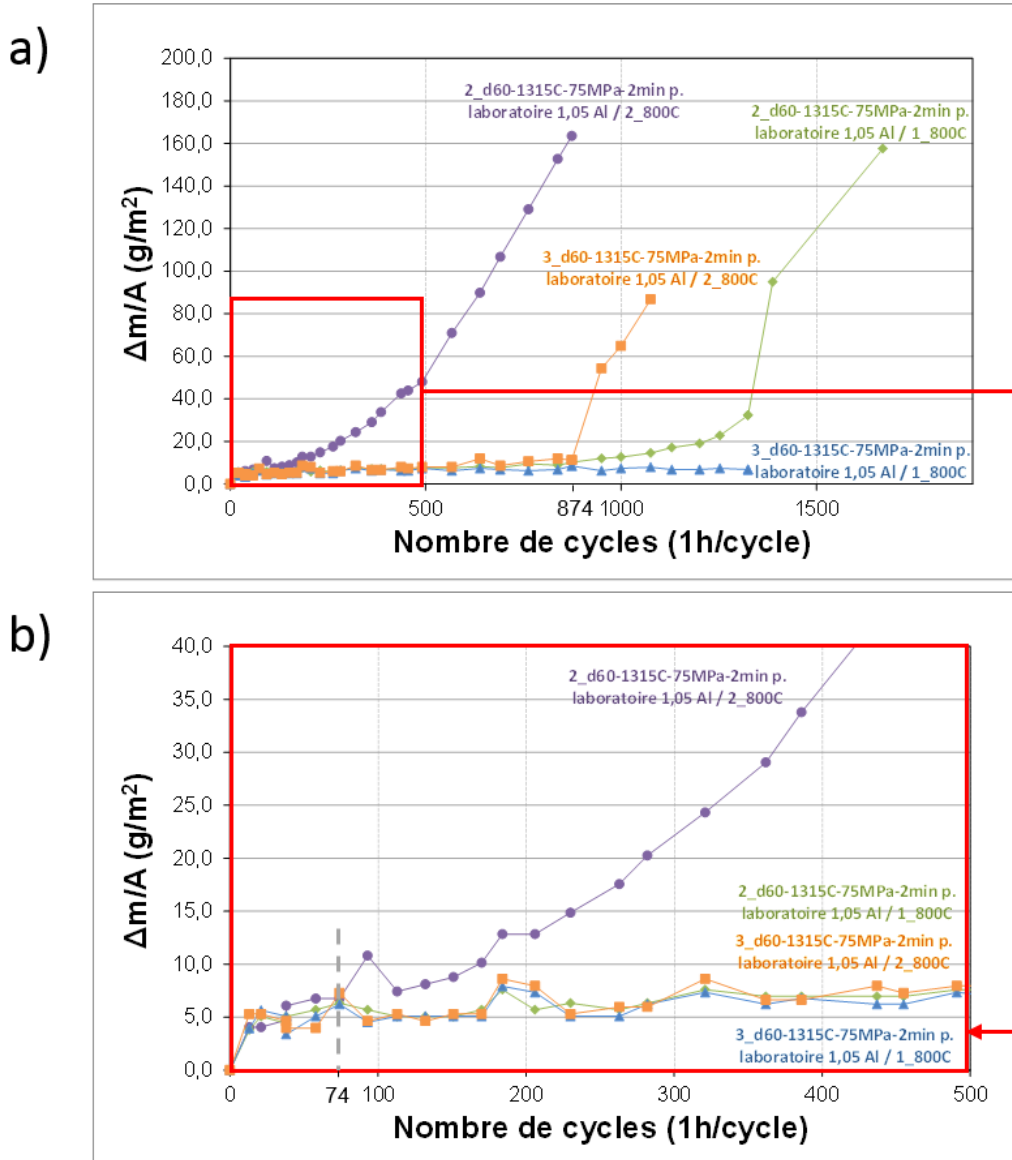 a)
200,0
180,0
160,0
140,0
120,0
100,0
80,0
60,0
40,0
20,0
0,0
Δm/A (g/m²)
2_d60-1315C-75MPa-2min p.
laboratoire 1,05 Al / 2_800C
2_d60-1315C-75MPa-2min p.
laboratoire 1,05 Al / 1_800C
3_d60-1315C-75MPa-2min p.
laboratoire 1,05 Al / 2_800C
3_d60-1315C-75MPa-2min p.
laboratoire 1,05 Al / 1_800C
0 500 874 1000 1500
Nombre de cycles (1h/cycle)
b)
40,0
35,0
30,0
25,0
20,0
15,0
10,0
5,0
0,0
Δm/A (g/m²)
2_d60-1315C-75MPa-2min p.
laboratoire 1,05 Al / 2_800C
2_d60-1315C-75MPa-2min p.
laboratoire 1,05 Al / 1_800C
3_d60-1315C-75MPa-2min p.
laboratoire 1,05 Al / 2_800C
3_d60-1315C-75MPa-2min p.
laboratoire 1,05 Al / 1_800C
0 74 100 200 300 400 500
Nombre de cycles (1h/cycle)